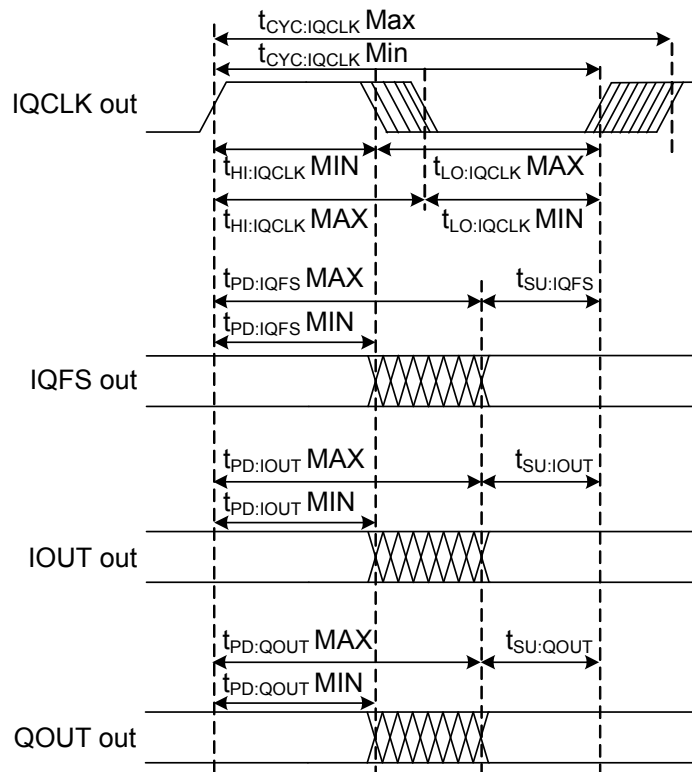 tCYC:IQCLK Max
tCYC:IQCLK Min
IQCLK out
tHI:IQCLK MIN
tLO:IQCLK MAX
tHI:IQCLK MAX
tLO:IQCLK MIN
tPD:IQFS MAX
tSU:IQFS
tPD:IQFS MIN
IQFS out
tPD:IOUT MAX
tSU:IOUT
tPD:IOUT MIN
IOUT out
tPD:QOUT MAX
tSU:QOUT
tPD:QOUT MIN
QOUT out